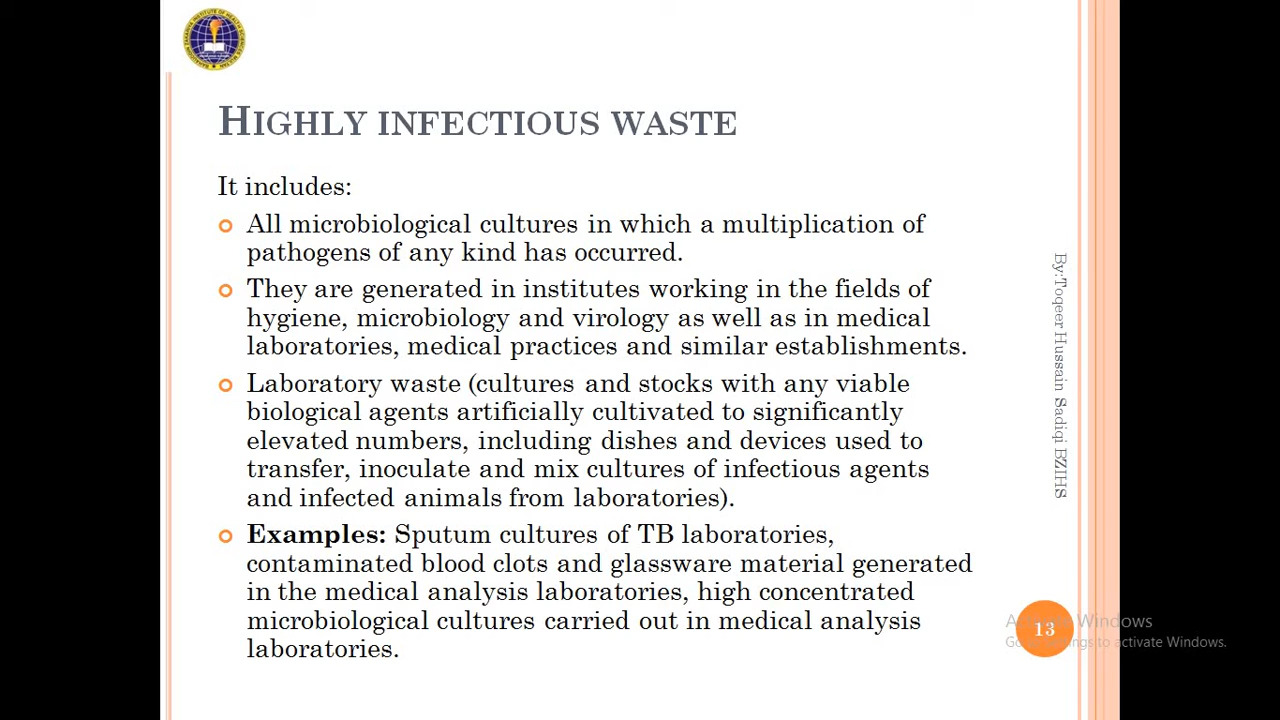 HIGHLY INFECTIOUS WASTE
It includes:
All microbiological cultures in which a multiplication of
pathogens of any kind has occurred.
They are generated in institutes working in the fields of
hygiene, microbiology and virology as well as in medical
laboratories, medical practices and similar establishments.
Laboratory waste (cultures and stocks with any viable
biological agents artificially cultivated to significantly
elevated numbers, including dishes and devices used to
transfer, inoculate and mix cultures of infectious agents
and infected animals from laboratories).
Examples: Sputum cultures of TB laboratories,
contaminated blood clots and glassware material generated
in the medical analysis laboratories, high concentrated
microbiological cultures carried out in medical analysis
laboratories.
By:Toqeer Hussain Sadiqi BZIHS
13
Activate Windows
Go to Settings to activate Windows.